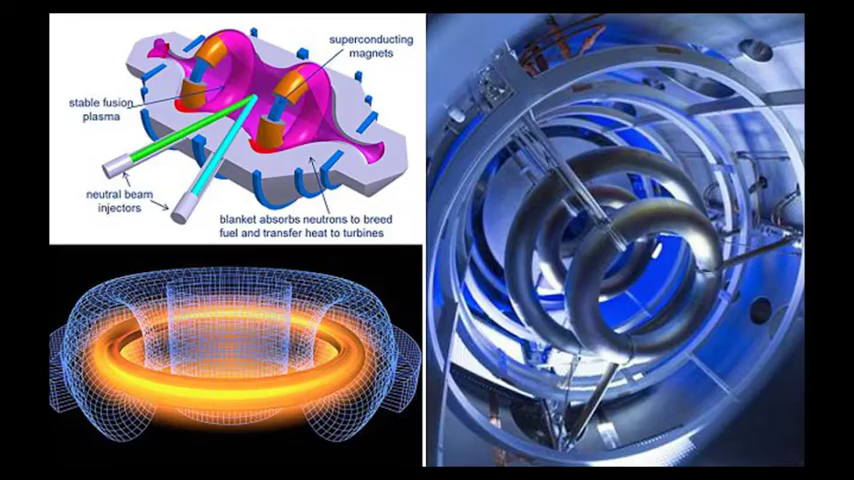 superconducting
magnets
stable fusion
plasma
neutral beam
injectors
blanket absorbs neutrons to breed
fuel and transfer heat to turbines